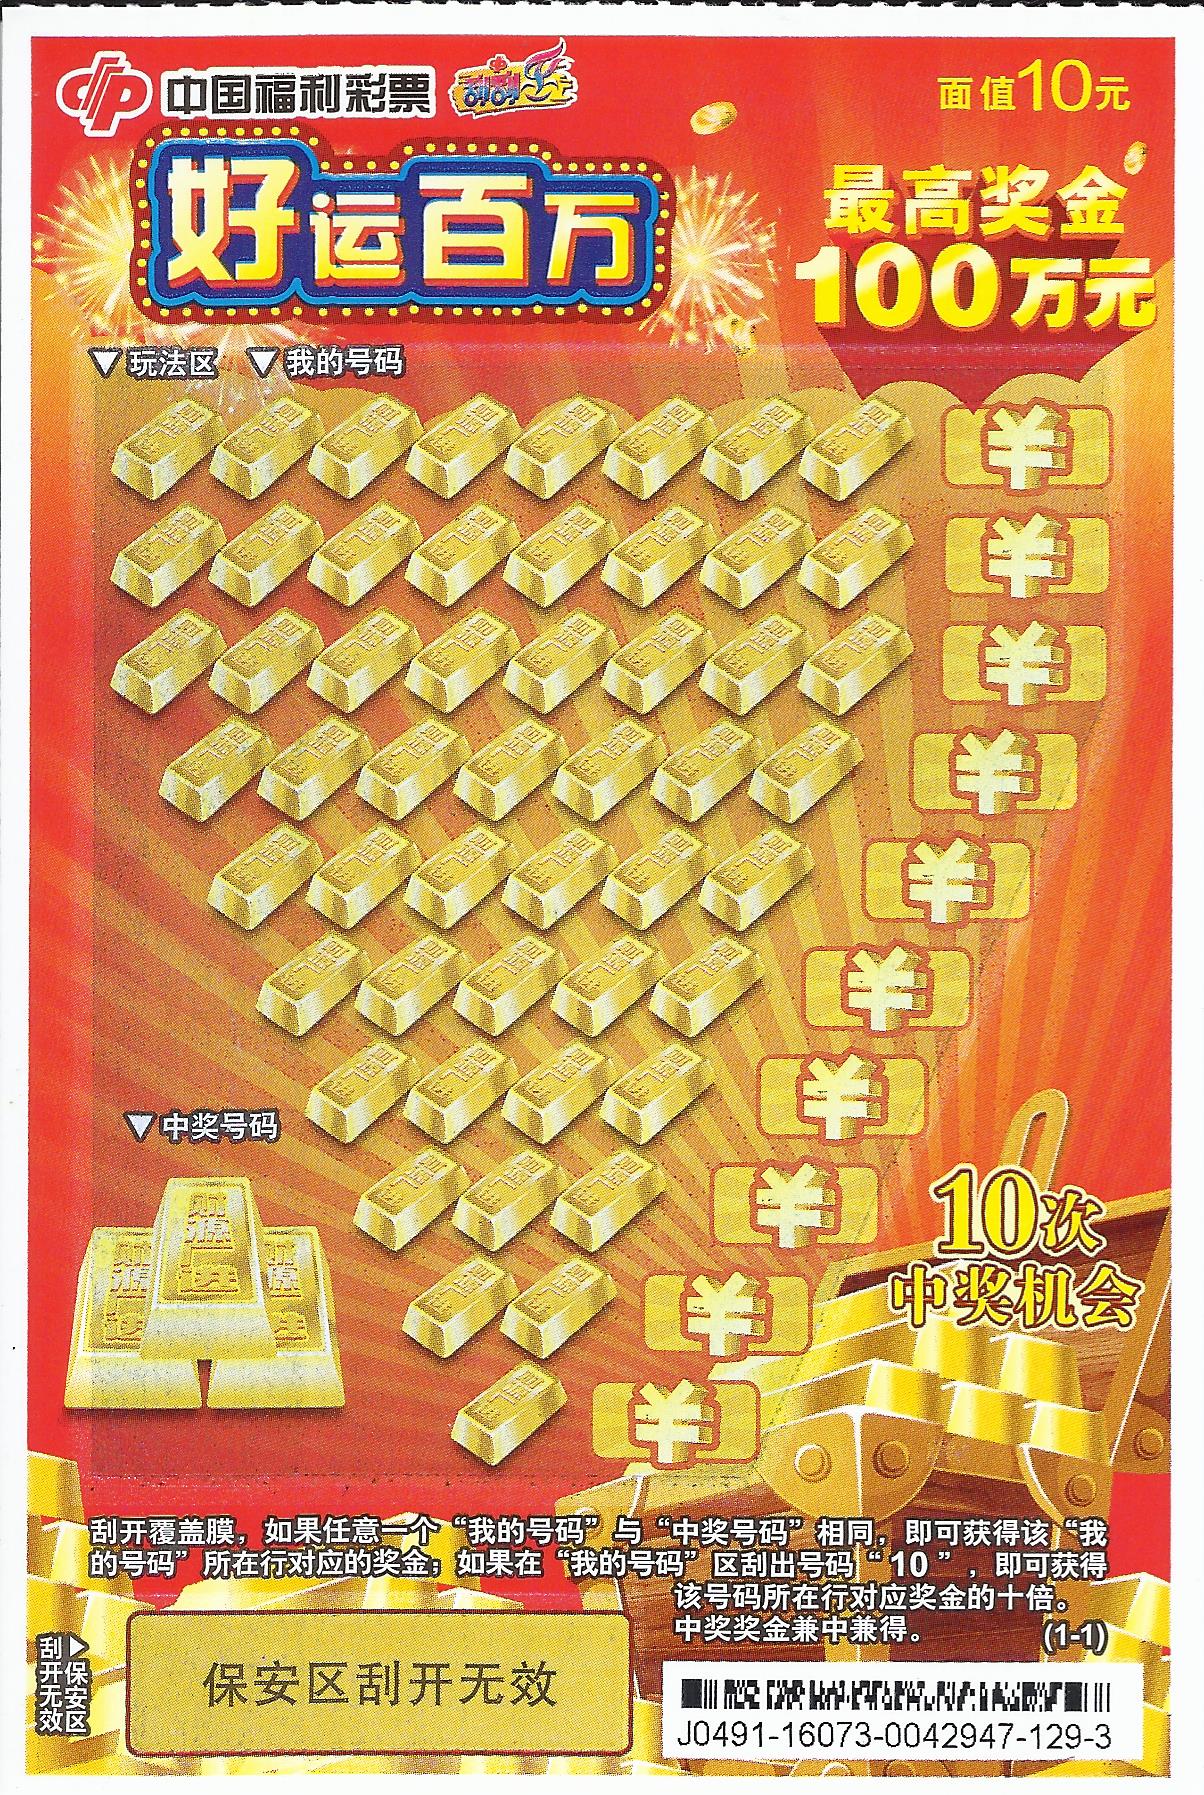 中国福利彩票 刮刮乐
面值10元
好运百万
最高奖金
100万元
▼玩法区 ▼我的号码
▼中奖号码
财源
10次
中奖机会
刮开覆盖膜，如果任意一个“我的号码”与“中奖号码”相同，即可获得该“我
的号码”所在行对应的奖金；如果在“我的号码”区刮出号码“10”，即可获得
该号码所在行对应奖金的十倍。
中奖奖金兼中兼得。 (1-1)
刮开无效
保安区
保安区刮开无效
J0491-16073-0042947-129-3